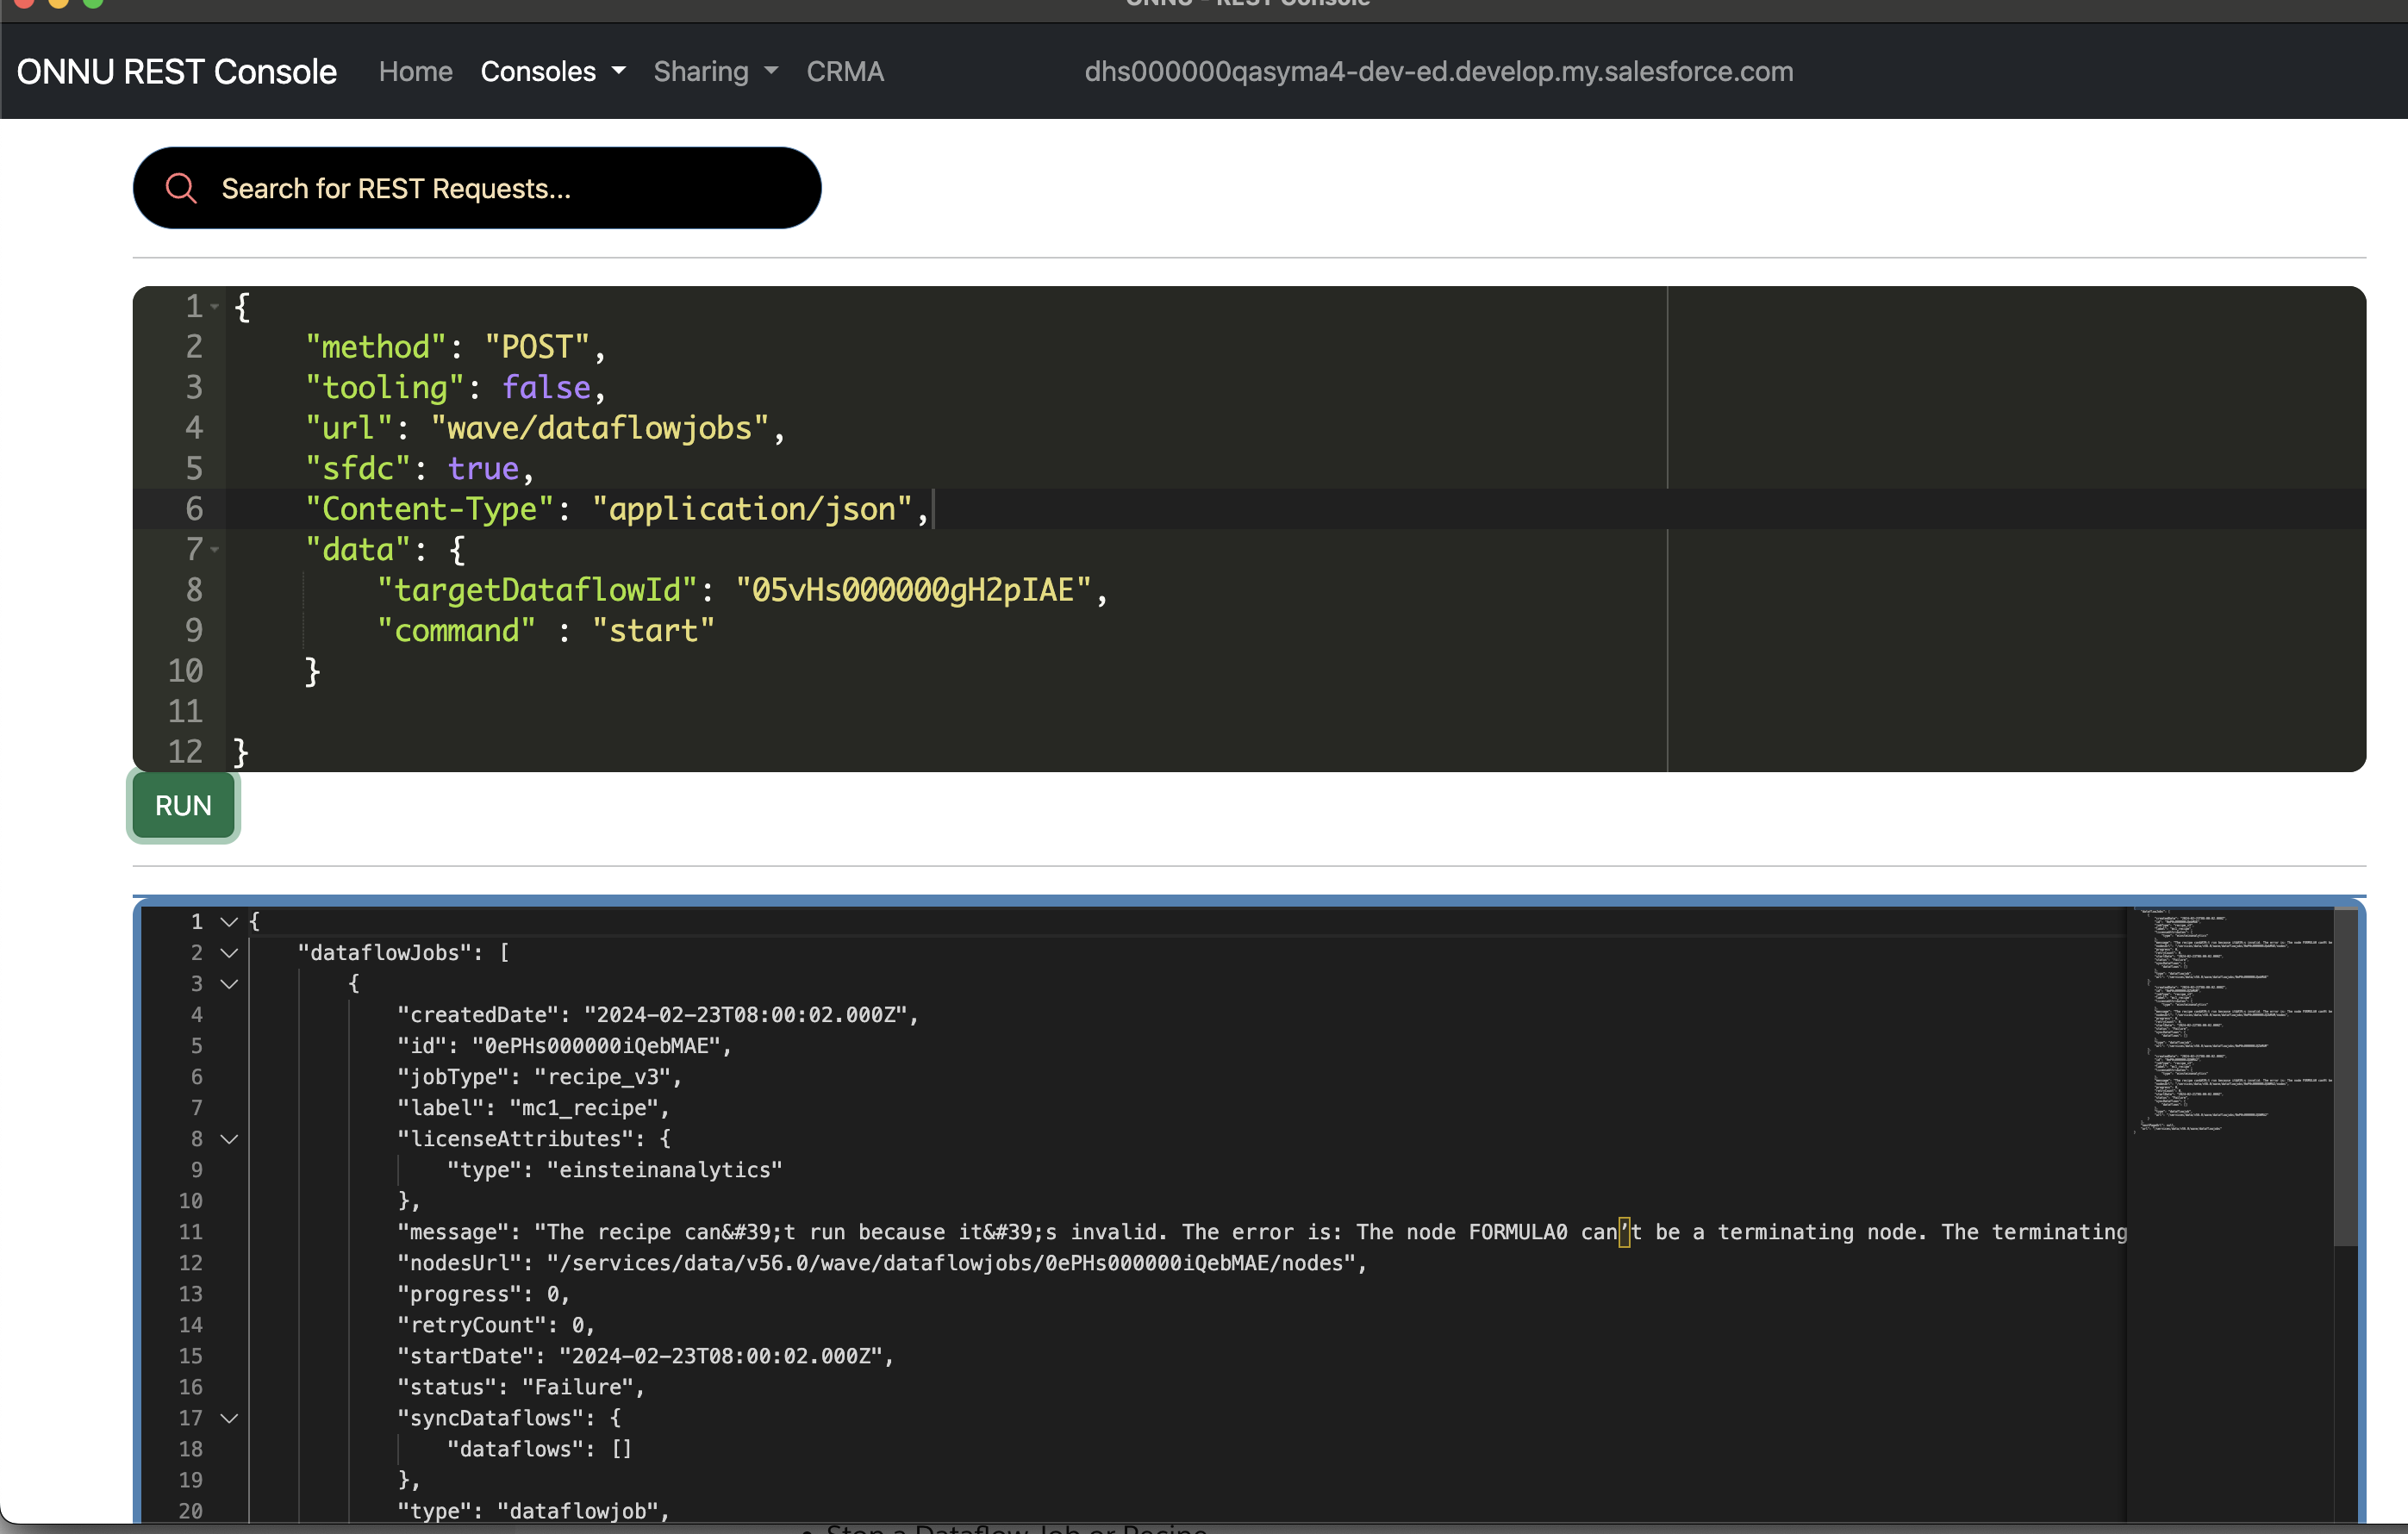 ONNU - REST Console
ONNU REST Console Home Consoles Sharing CRMA dhs000000qasyma4-dev-ed.develop.my.salesforce.com
Search for REST Requests...
1 {
2 "method": "POST",
3 "tooling": false,
4 "url": "wave/dataflowjobs",
5 "sfdc": true,
6 "Content-Type": "application/json",
7 "data": {
8 "targetDataflowId": "05vHs000000gH2pIAE",
9 "command" : "start"
10 }
11
12 }
RUN
1 {
2 "dataflowJobs": [
3 {
4 "createdDate": "2024-02-23T08:00:02.000Z",
5 "id": "0ePHs000000iQebMAE",
6 "jobType": "recipe_v3",
7 "label": "mc1_recipe",
8 "licenseAttributes": {
9 "type": "einsteinanalytics"
10 },
11 "message": "The recipe can&#39;t run because it&#39;s invalid. The error is: The node FORMULA0 can’t be a terminating node. The terminating
12 "nodesUrl": "/services/data/v56.0/wave/dataflowjobs/0ePHs000000iQebMAE/nodes",
13 "progress": 0,
14 "retryCount": 0,
15 "startDate": "2024-02-23T08:00:02.000Z",
16 "status": "Failure",
17 "syncDataflows": {
18 "dataflows": []
19 },
20 "type": "dataflowjob",
Stop a Dataflow Job or Recipe